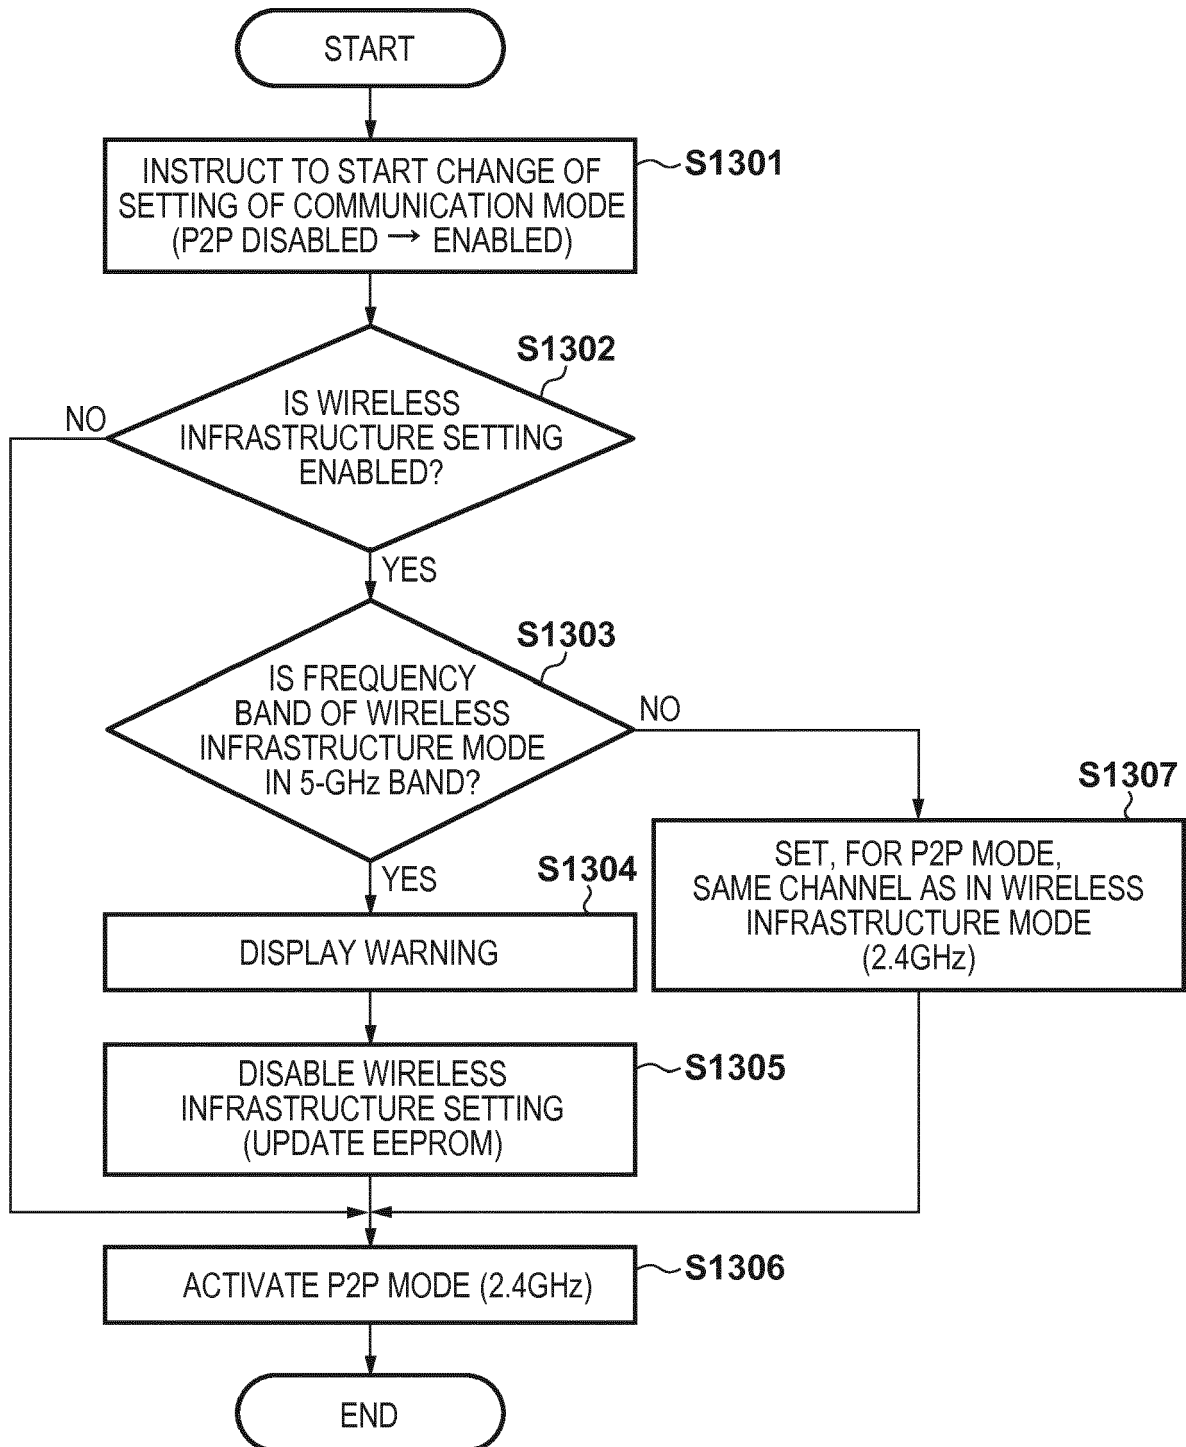 START
INSTRUCT TO START CHANGE OF
SETTING OF COMMUNICATION MODE
(P2P DISABLED → ENABLED)
S1301
S1302
IS WIRELESS
INFRASTRUCTURE SETTING
ENABLED?
NO
YES
S1303
IS FREQUENCY
BAND OF WIRELESS
INFRASTRUCTURE MODE
IN 5-GHz BAND?
NO
YES
S1307
SET, FOR P2P MODE,
SAME CHANNEL AS IN WIRELESS
INFRASTRUCTURE MODE
(2.4GHz)
S1304
DISPLAY WARNING
DISABLE WIRELESS
INFRASTRUCTURE SETTING
(UPDATE EEPROM)
S1305
ACTIVATE P2P MODE (2.4GHz)
S1306
END